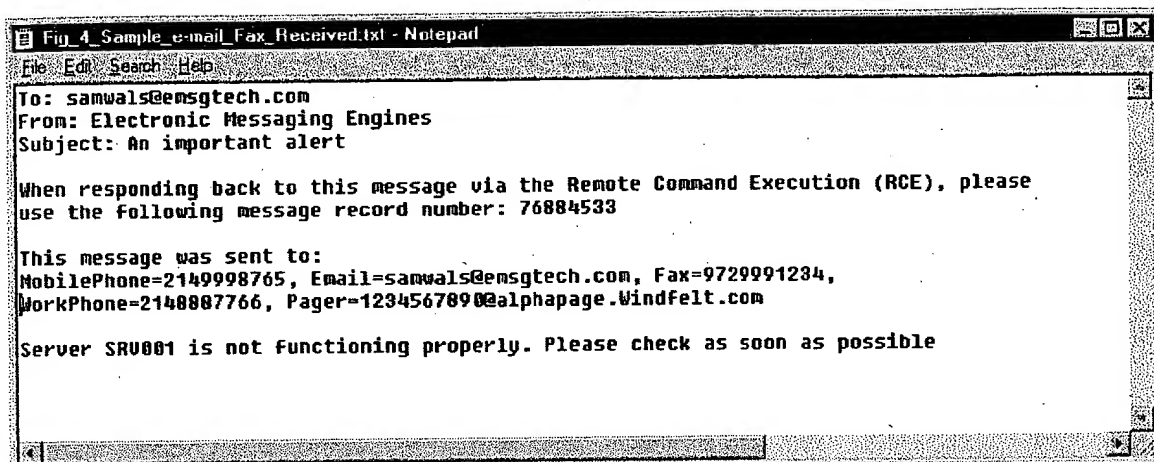 Fig_4_Sample_e-mail_Fax_Received.txt - Notepad
File Edit Search Help
To: samwals@emsgtech.com
From: Electronic Messaging Engines
Subject: An important alert
When responding back to this message via the Remote Command Execution (RCE), please
use the following message record number: 76884533
This message was sent to:
MobilePhone=2149998765, Email=samwals@emsgtech.com, Fax=9729991234,
WorkPhone=2148887766, Pager=1234567890@alphapage.Windfelt.com
Server SRV001 is not functioning properly. Please check as soon as possible